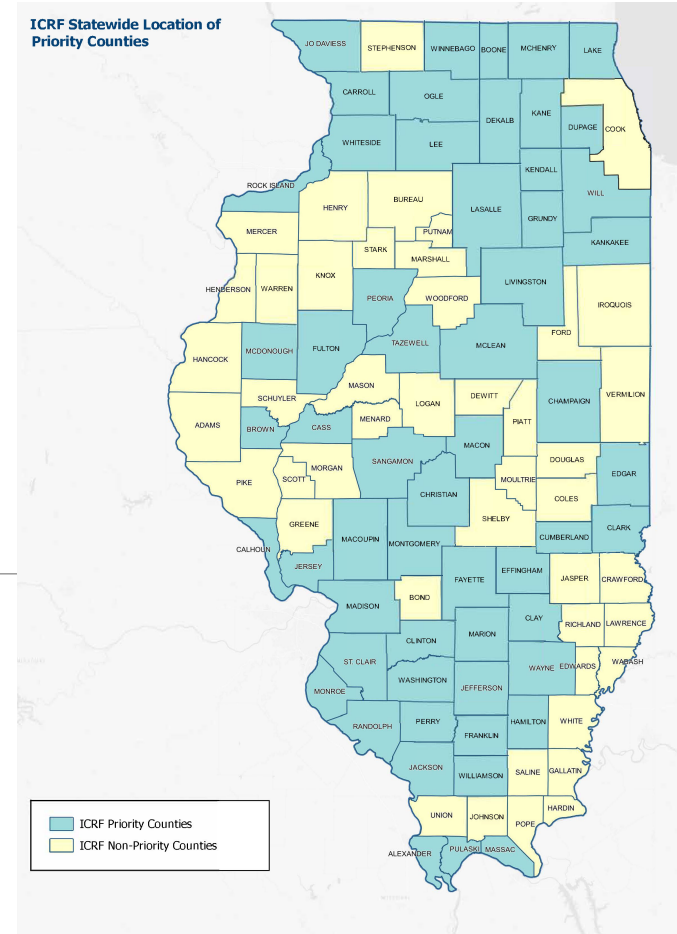 ICRF Statewide Location of
Priority Counties
JO DAVIESS
STEPHENSON
WINNEBAGO
BOONE
MCHENRY
LAKE
CARROLL
OGLE
DEKALB
KANE
DUPAGE
COOK
WHITESIDE
LEE
KENDALL
WILL
ROCK ISLAND
HENRY
BUREAU
LASALLE
GRUNDY
MERCER
PUTNAM
KANKAKEE
STARK
MARSHALL
HENDERSON
WARREN
KNOX
PEORIA
WOODFORD
LIVINGSTON
IROQUOIS
FORD
HANCOCK
MCDONOUGH
FULTON
TAZEWELL
MCLEAN
MASON
SCHUYLER
LOGAN
DEWITT
PIATT
CHAMPAIGN
VERMILION
ADAMS
BROWN
CASS
MENARD
MACON
PIKE
SCOTT
MORGAN
SANGAMON
DOUGLAS
MOULTRIE
EDGAR
CHRISTIAN
COLES
GREENE
SHELBY
CALHOUN
JERSEY
MACOUPIN
MONTGOMERY
CUMBERLAND
CLARK
FAYETTE
EFFINGHAM
JASPER
CRAWFORD
MADISON
BOND
CLAY
RICHLAND
LAWRENCE
CLINTON
MARION
ST. CLAIR
WAYNE
EDWARDS
WABASH
MONROE
WASHINGTON
JEFFERSON
RANDOLPH
PERRY
HAMILTON
WHITE
FRANKLIN
JACKSON
WILLIAMSON
SALINE
GALLATIN
UNION
JOHNSON
POPE
HARDIN
ALEXANDER
PULASKI
MASSAC
ICRF Priority Counties
ICRF Non-Priority Counties